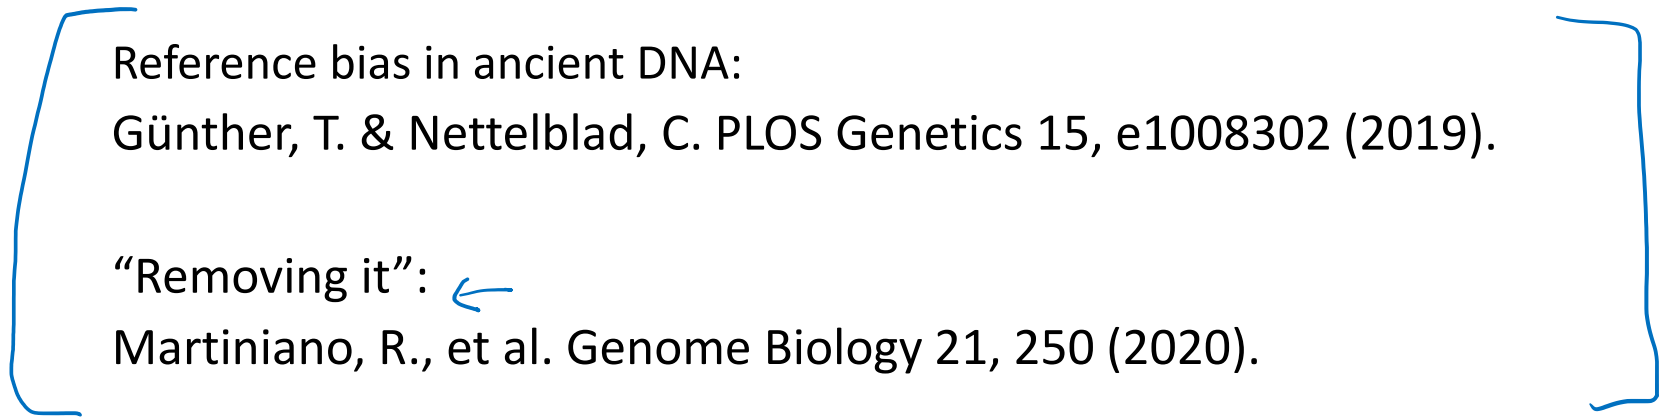 Reference bias in ancient DNA:
Günther, T. & Nettelblad, C. PLOS Genetics 15, e1008302 (2019).
“Removing it”:
Martiniano, R., et al. Genome Biology 21, 250 (2020).